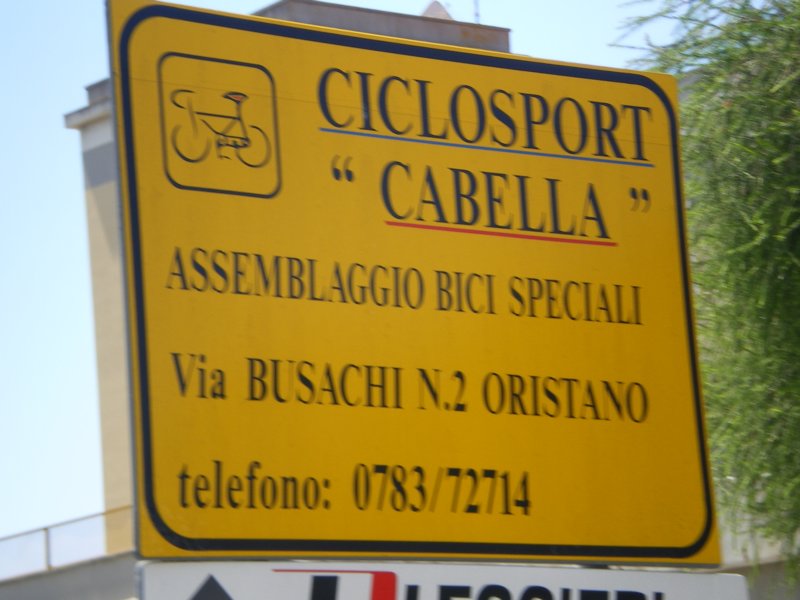 CICLOSPORT
“ CABELLA ”
ASSEMBLAGGIO BICI SPECIALI
Via BUSACHI N.2 ORISTANO
telefono: 0783/72714